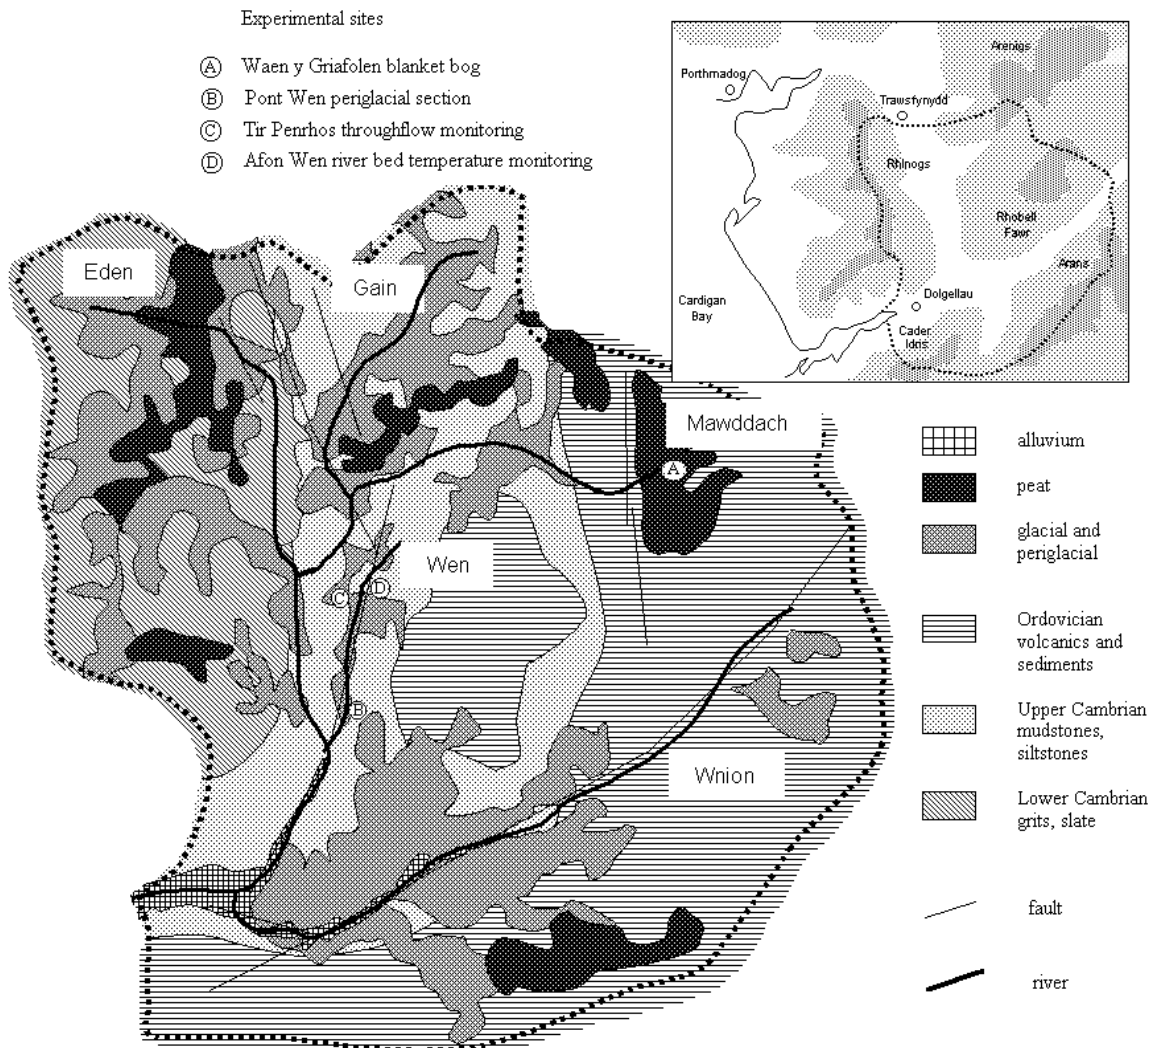 Experimental sites
A Waen y Griafolen blanket bog
B Pont Wen periglacial section
C Tir Penrhos throughflow monitoring
D Afon Wen river bed temperature monitoring
Arenigs
Porthmadog
Trawsfynydd
Rhinogs
Rhobell
Fawr
Arans
Dolgellau
Cardigan
Bay
Cader
Idris
Eden
Gain
Mawddach
A
Wen
D
C
B
Wnion
alluvium
peat
glacial and
periglacial
Ordovician
volcanics and
sediments
Upper Cambrian
mudstones,
siltstones
Lower Cambrian
grits, slate
fault
river